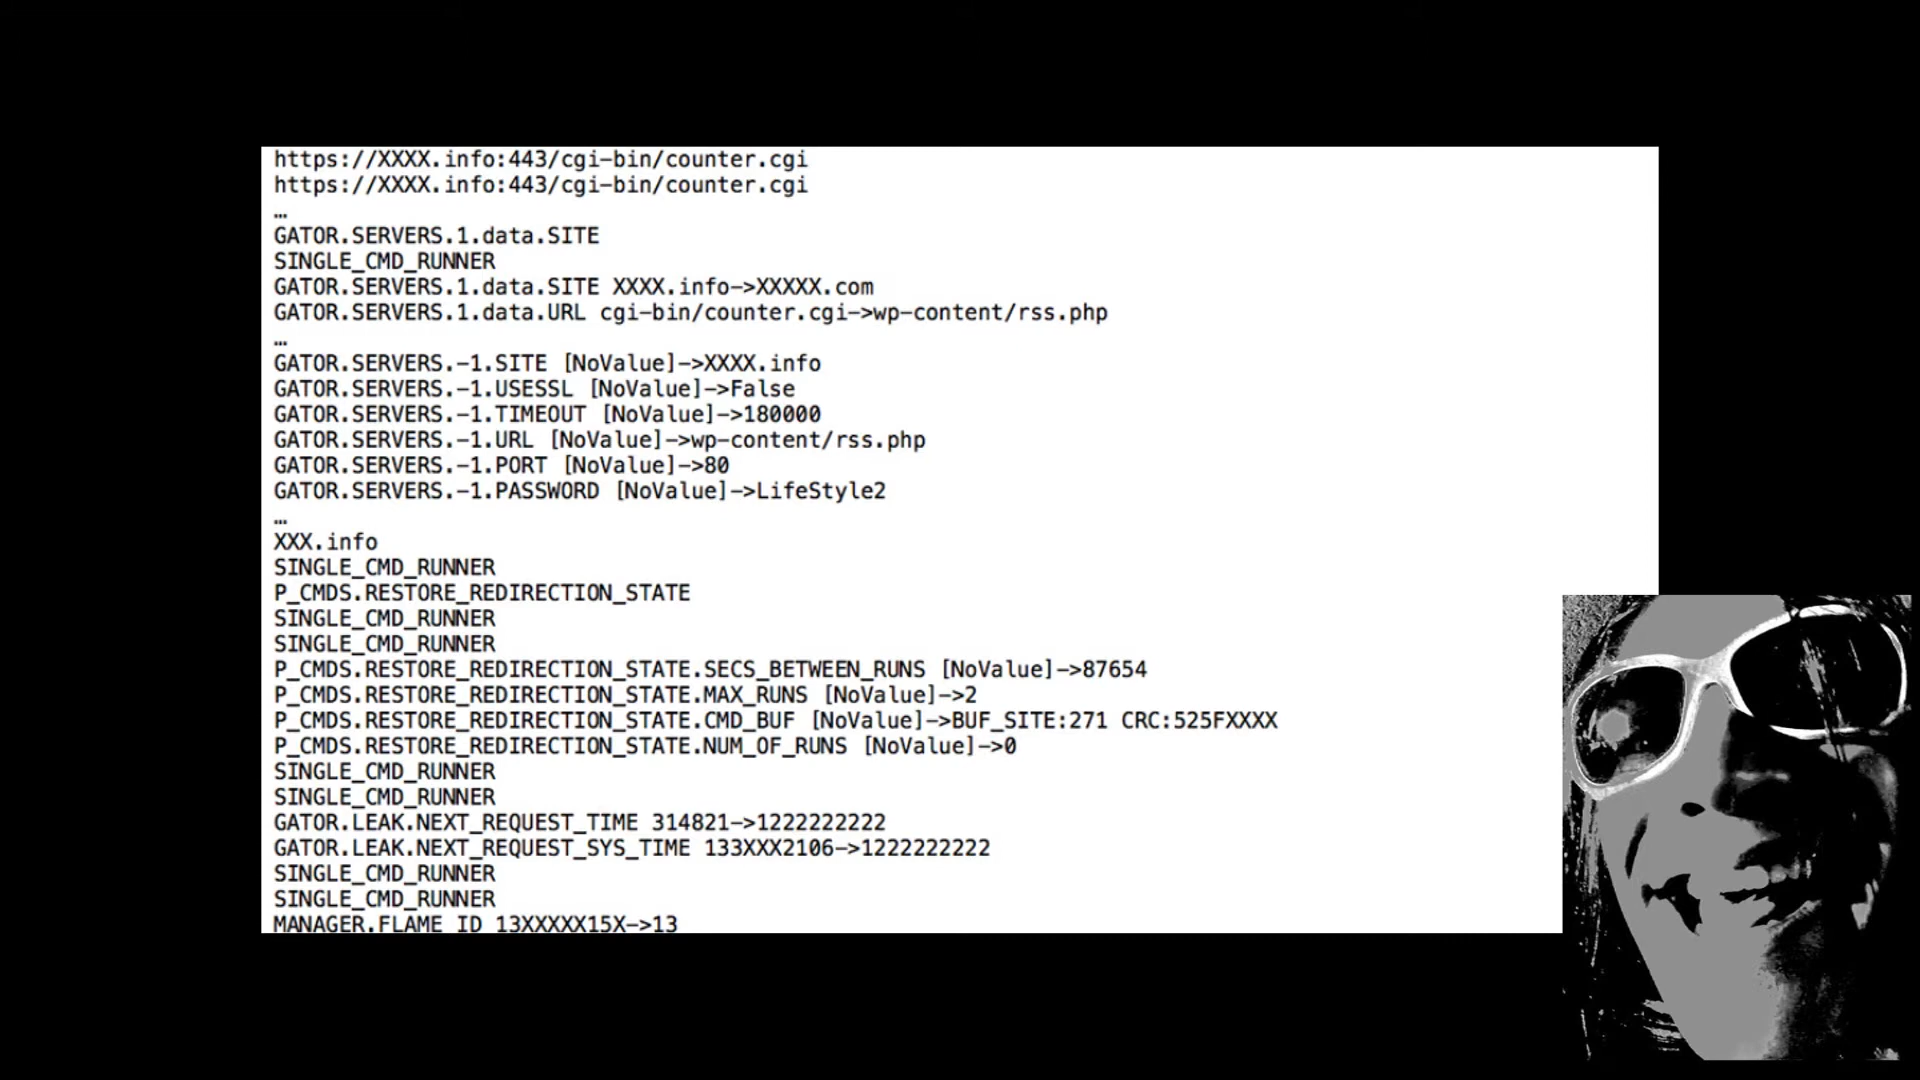 https://XXXX.info:443/cgi-bin/counter.cgi
https://XXXX.info:443/cgi-bin/counter.cgi
…
GATOR.SERVERS.1.data.SITE
SINGLE_CMD_RUNNER
GATOR.SERVERS.1.data.SITE XXXX.info->XXXXX.com
GATOR.SERVERS.1.data.URL cgi-bin/counter.cgi->wp-content/rss.php
…
GATOR.SERVERS.-1.SITE [NoValue]->XXXX.info
GATOR.SERVERS.-1.USESSL [NoValue]->False
GATOR.SERVERS.-1.TIMEOUT [NoValue]->180000
GATOR.SERVERS.-1.URL [NoValue]->wp-content/rss.php
GATOR.SERVERS.-1.PORT [NoValue]->80
GATOR.SERVERS.-1.PASSWORD [NoValue]->LifeStyle2
…
XXX.info
SINGLE_CMD_RUNNER
P_CMDS.RESTORE_REDIRECTION_STATE
SINGLE_CMD_RUNNER
SINGLE_CMD_RUNNER
P_CMDS.RESTORE_REDIRECTION_STATE.SECS_BETWEEN_RUNS [NoValue]->87654
P_CMDS.RESTORE_REDIRECTION_STATE.MAX_RUNS [NoValue]->2
P_CMDS.RESTORE_REDIRECTION_STATE.CMD_BUF [NoValue]->BUF_SITE:271 CRC:525FXXXX
P_CMDS.RESTORE_REDIRECTION_STATE.NUM_OF_RUNS [NoValue]->0
SINGLE_CMD_RUNNER
SINGLE_CMD_RUNNER
GATOR.LEAK.NEXT_REQUEST_TIME 314821->1222222222
GATOR.LEAK.NEXT_REQUEST_SYS_TIME 133XXX2106->1222222222
SINGLE_CMD_RUNNER
SINGLE_CMD_RUNNER
MANAGER.FLAME_ID 13XXXXX15X->13